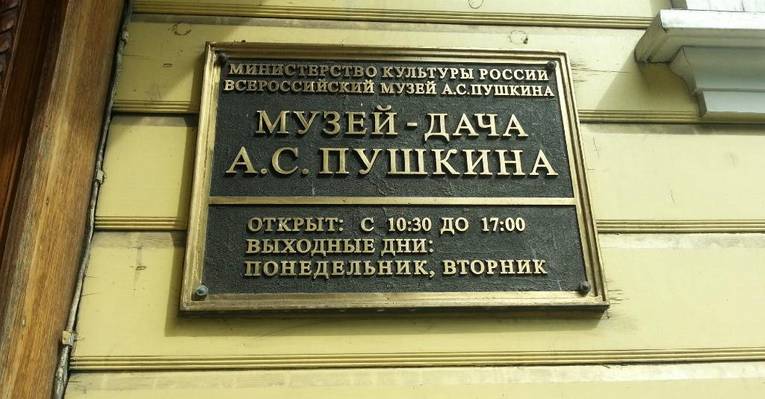 МИНИСТЕРСТВО КУЛЬТУРЫ РОССИИ
ВСЕРОССИЙСКИЙ МУЗЕЙ А.С.ПУШКИНА
МУЗЕЙ - ДАЧА
А.С.ПУШКИНА
ОТКРЫТ: С 10:30 ДО 17:00
ВЫХОДНЫЕ ДНИ:
ПОНЕДЕЛЬНИК, ВТОРНИК